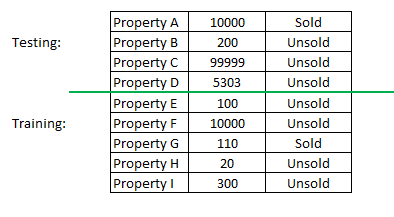 Property A 10000 Sold
Testing: Property B 200 Unsold
Property C 99999 Unsold
Property D 5303 Unsold
Property E 100 Unsold
Training: Property F 10000 Unsold
Property G 110 Sold
Property H 20 Unsold
Property I 300 Unsold